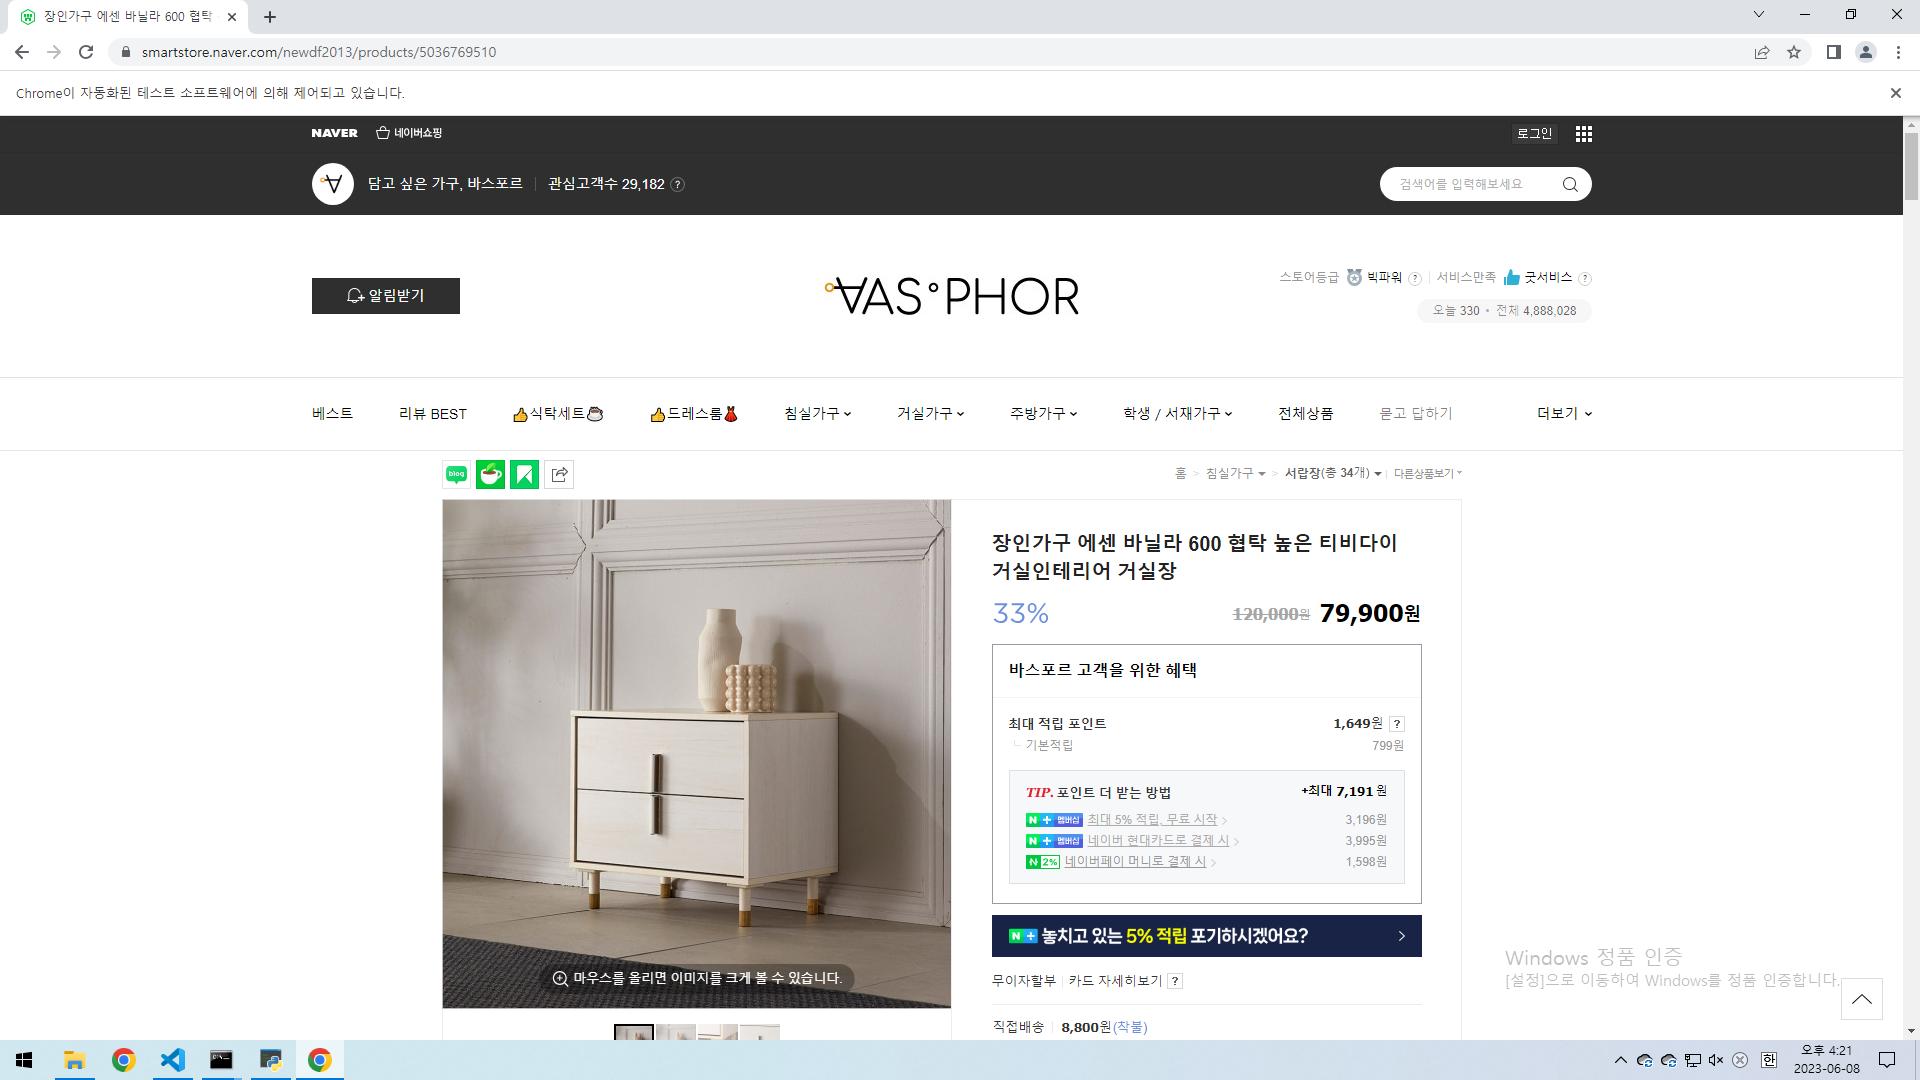 장인가구 에센 바닐라 600 협탁
smartstore.naver.com/newdf2013/products/5036769510
Chrome이 자동화된 테스트 소프트웨어에 의해 제어되고 있습니다.
NAVER 네이버쇼핑 로그인
담고 싶은 가구, 바스포르 관심고객수 29,182 ? 검색어를 입력해보세요
알림받기
VAS°PHOR
스토어등급 빅파워 ? 서비스만족 굿서비스 ?
오늘 330 • 전체 4,888,028
베스트 리뷰 BEST 👍식탁세트☕ 👍드레스룸👗 침실가구 거실가구 주방가구 학생 / 서재가구 전체상품 묻고 답하기 더보기
blog
홈 > 침실가구 > 서랍장(총 34개) 다른상품보기
장인가구 에센 바닐라 600 협탁 높은 티비다이
거실인테리어 거실장
33% 120,000원 79,900원
바스포르 고객을 위한 혜택
최대 적립 포인트 1,649원 ?
기본적립 799원
TIP. 포인트 더 받는 방법 +최대 7,191 원
N + 멤버십 최대 5% 적립, 무료 시작 > 3,196원
N + 멤버십 네이버 현대카드로 결제 시 > 3,995원
N 2% 네이버페이 머니로 결제 시 > 1,598원
N + 놓치고 있는 5% 적립 포기하시겠어요? >
마우스를 올리면 이미지를 크게 볼 수 있습니다.
무이자할부 카드 자세히보기 ?
직접배송 8,800원(착불)
Windows 정품 인증
[설정]으로 이동하여 Windows를 정품 인증합니다.
한
오후 4:21
2023-06-08